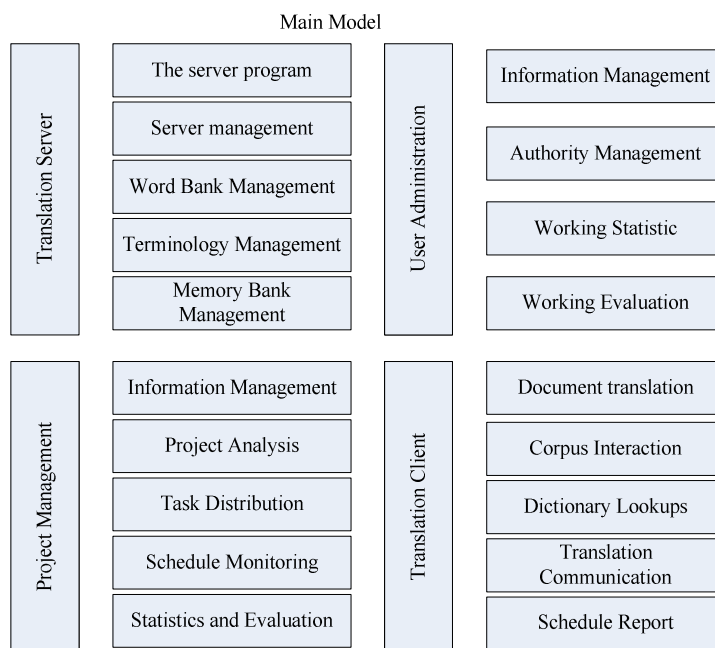 Main Model
Translation Server
The server program
Server management
Word Bank Management
Terminology Management
Memory Bank
Management
User Administration
Information Management
Authority Management
Working Statistic
Working Evaluation
Project Management
Information Management
Project Analysis
Task Distribution
Schedule Monitoring
Statistics and Evaluation
Translation Client
Document translation
Corpus Interaction
Dictionary Lookups
Translation
Communication
Schedule Report